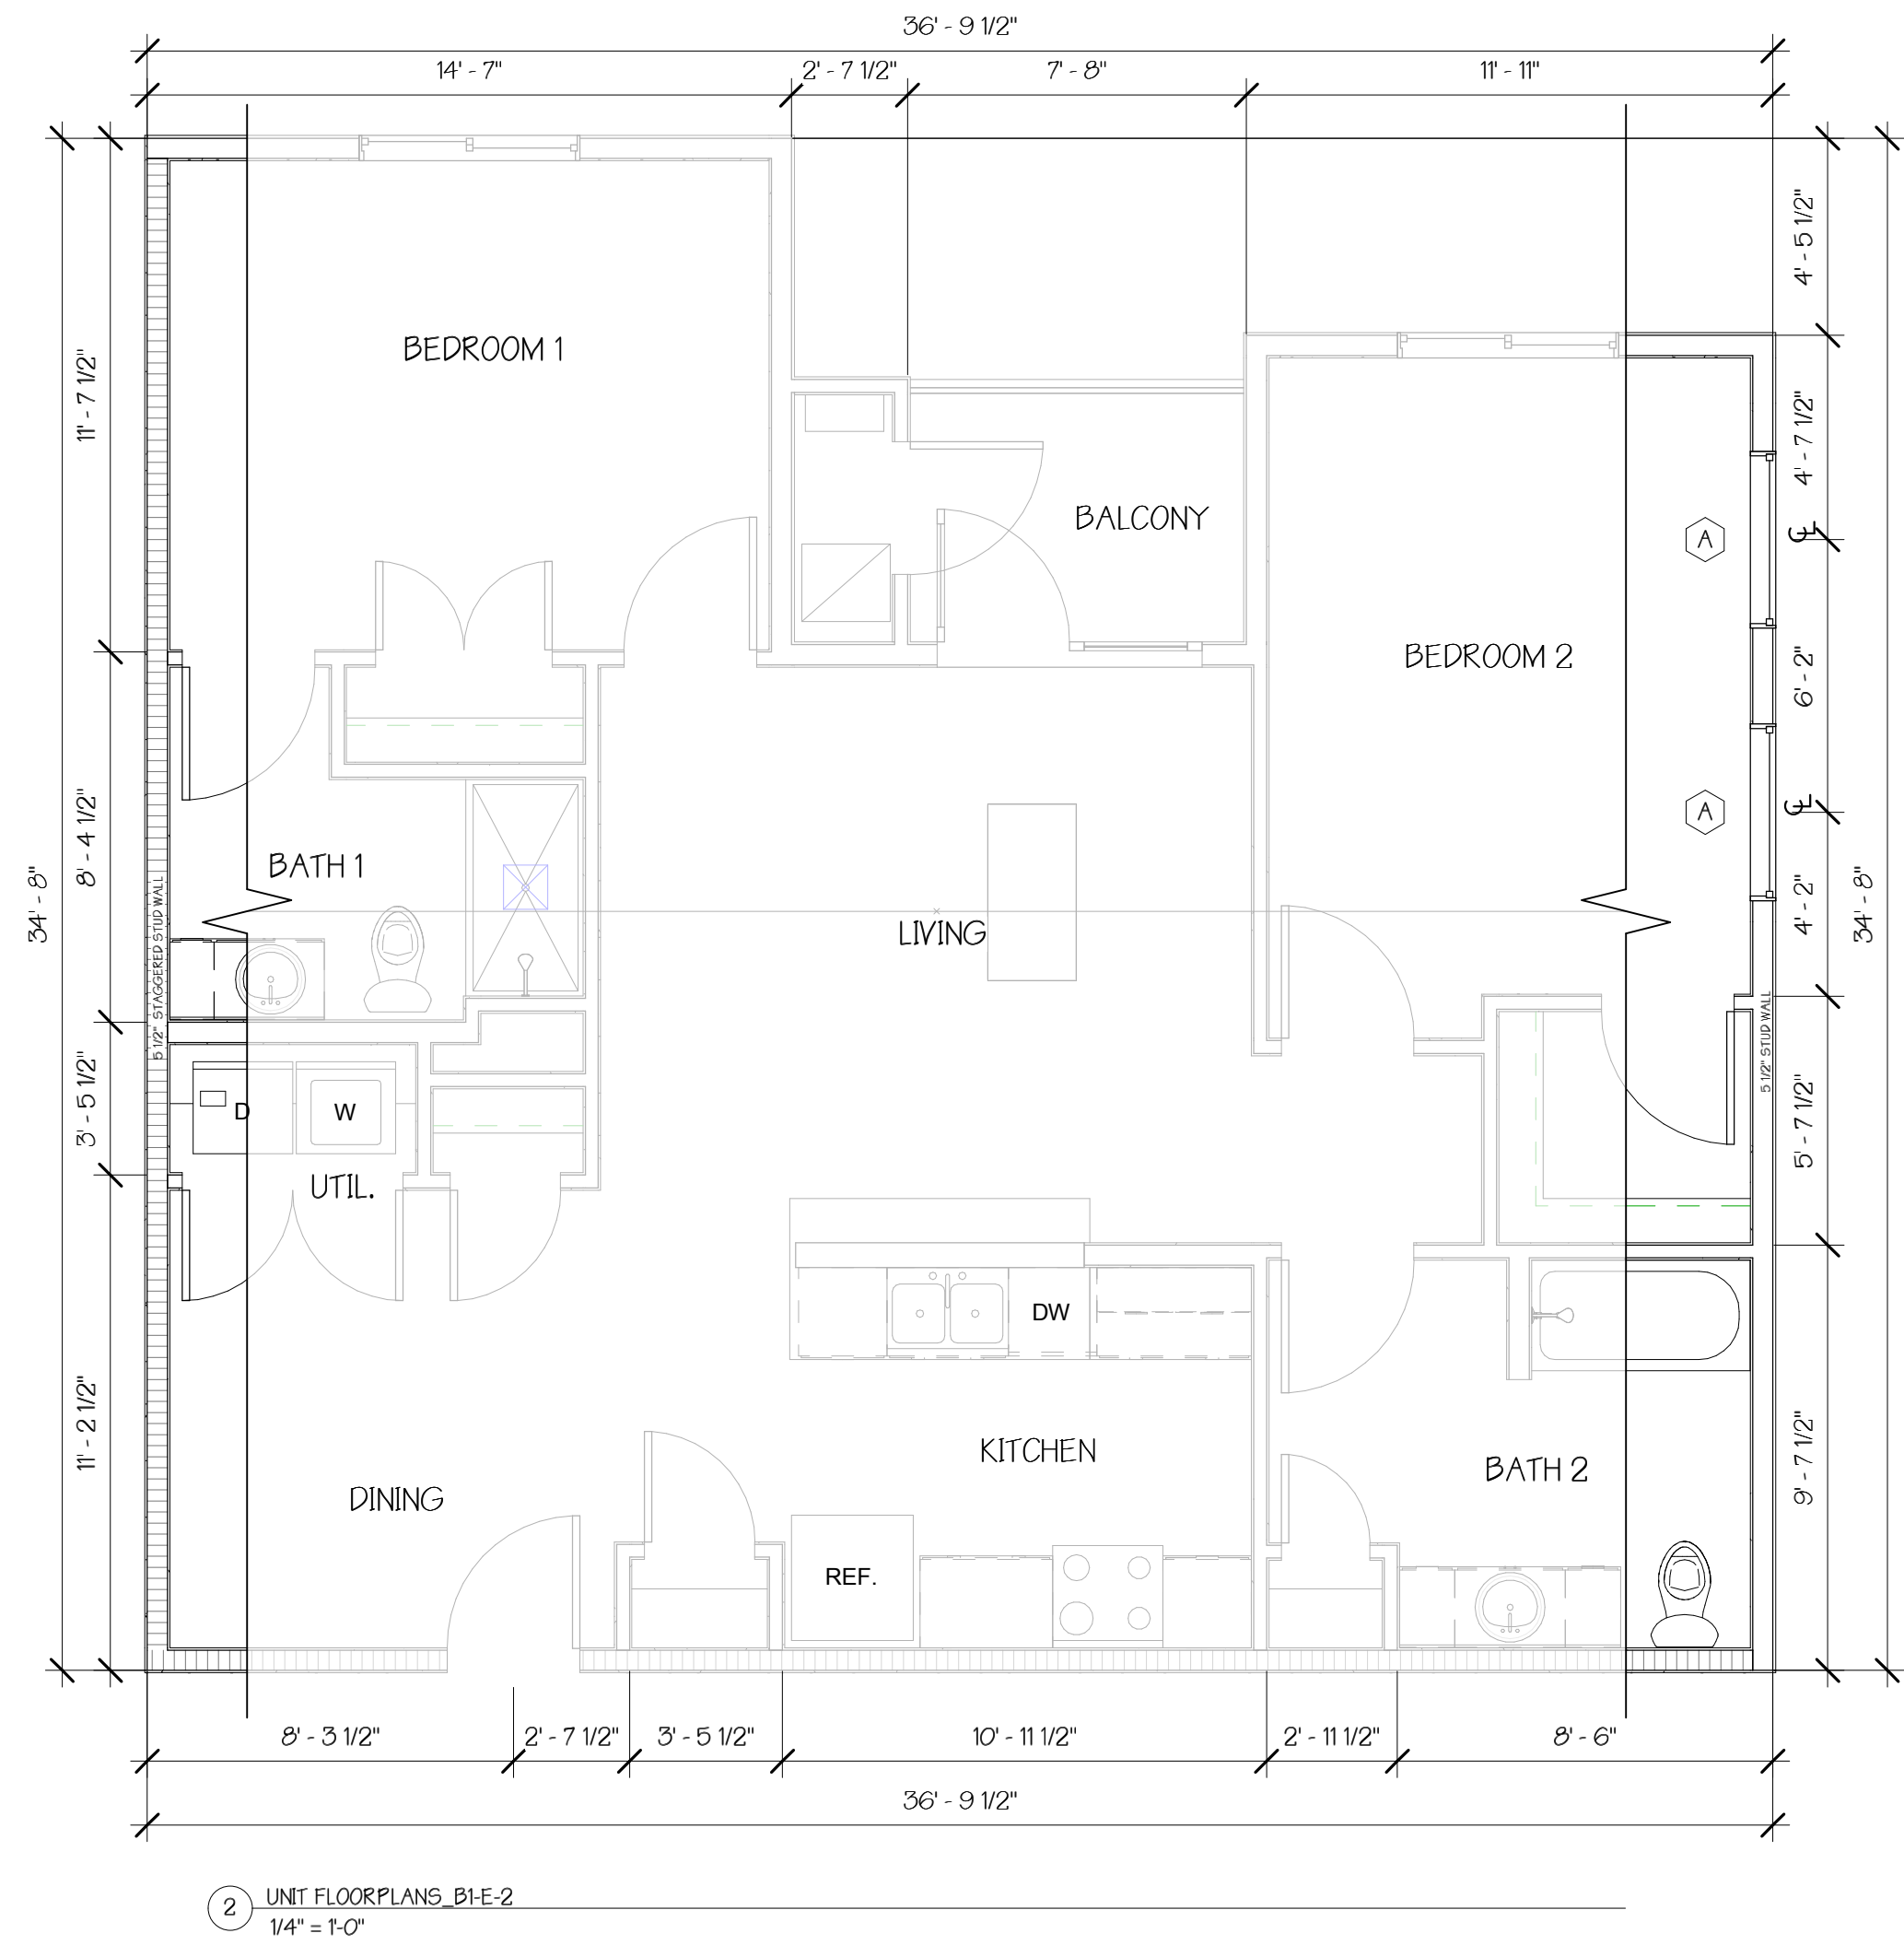 36' - 9 1/2"
14' - 7"
2' - 7 1/2"
7' - 8"
11' - 11"
4' - 5 1/2"
11' - 7 1/2"
BEDROOM 1
4' - 7 1/2"
BALCONY
A
℄
BEDROOM 2
6' - 2"
A
℄
8' - 4 1/2"
BATH 1
34' - 8"
LIVING
4' - 2"
34' - 8"
5 1/2" STAGGERED STUD WALL
5 1/2" STUD WALL
3' - 5 1/2"
D
W
5' - 7 1/2"
UTIL.
DW
11' - 2 1/2"
KITCHEN
BATH 2
9' - 7 1/2"
DINING
REF.
8' - 3 1/2"
2' - 7 1/2"
3' - 5 1/2"
10' - 11 1/2"
2' - 11 1/2"
8' - 6"
36' - 9 1/2"
2
UNIT FLOORPLANS_B1-E-2
1/4" = 1'-0"